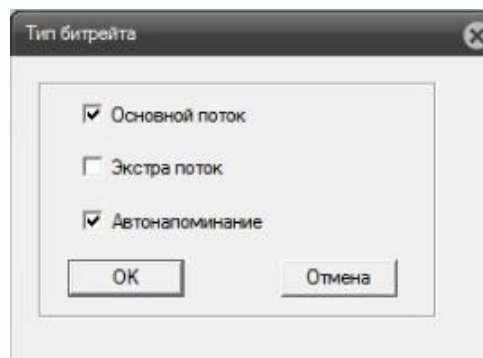 Тип битрейта
Основной поток
Экстра поток
Автонапоминание
OK
Отмена